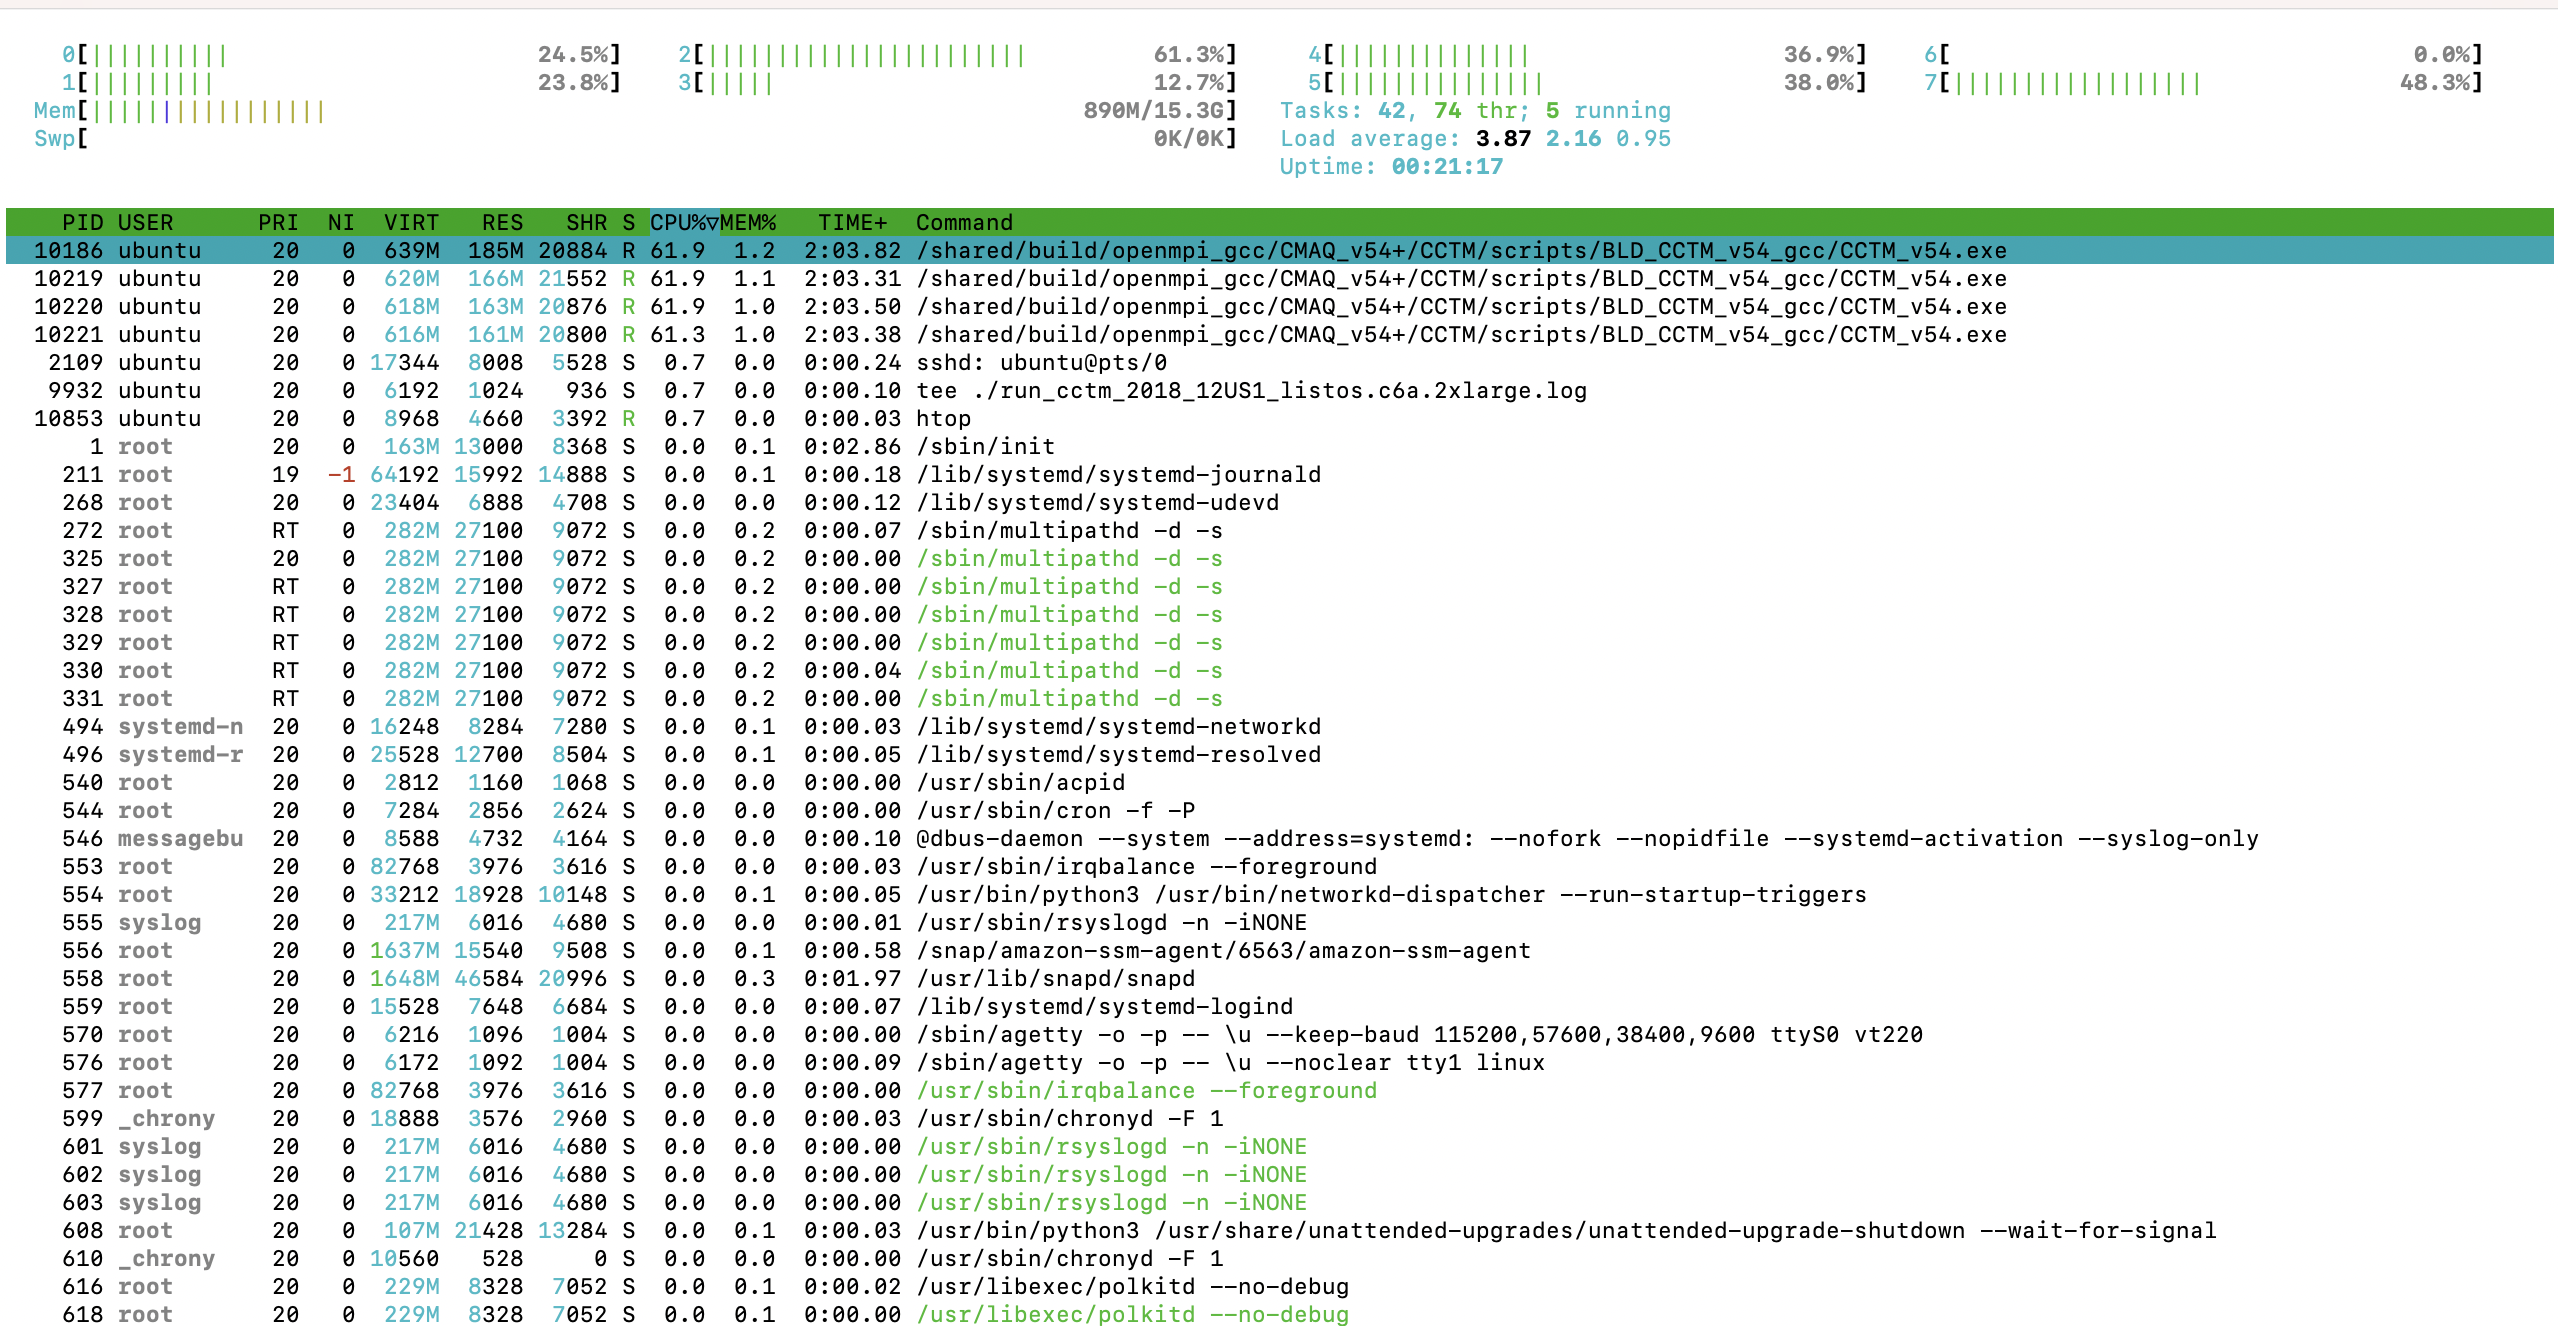 0[||||||||||                      24.5%]   2[|||||||||||||||||||||||         61.3%]   4[||||||||||||||                  36.9%]   6[                                 0.0%]
1[|||||||||                       23.8%]   3[|||||                           12.7%]   5[|||||||||||||||                 38.0%]   7[||||||||||||||||||              48.3%]
Mem[|||||||||||||||||                                                  890M/15.3G]   Tasks: 42, 74 thr; 5 running
Swp[                                                                        0K/0K]   Load average: 3.87 2.16 0.95
Uptime: 00:21:17
PID USER PRI NI VIRT RES SHR S CPU%▽MEM% TIME+ Command
10186 ubuntu 20 0 639M 185M 20884 R 61.9 1.2 2:03.82 /shared/build/openmpi_gcc/CMAQ_v54+/CCTM/scripts/BLD_CCTM_v54_gcc/CCTM_v54.exe
10219 ubuntu 20 0 620M 166M 21552 R 61.9 1.1 2:03.31 /shared/build/openmpi_gcc/CMAQ_v54+/CCTM/scripts/BLD_CCTM_v54_gcc/CCTM_v54.exe
10220 ubuntu 20 0 618M 163M 20876 R 61.9 1.0 2:03.50 /shared/build/openmpi_gcc/CMAQ_v54+/CCTM/scripts/BLD_CCTM_v54_gcc/CCTM_v54.exe
10221 ubuntu 20 0 616M 161M 20800 R 61.3 1.0 2:03.38 /shared/build/openmpi_gcc/CMAQ_v54+/CCTM/scripts/BLD_CCTM_v54_gcc/CCTM_v54.exe
2109 ubuntu 20 0 17344 8008 5528 S 0.7 0.0 0:00.24 sshd: ubuntu@pts/0
9932 ubuntu 20 0 6192 1024 936 S 0.7 0.0 0:00.10 tee ./run_cctm_2018_12US1_listos.c6a.2xlarge.log
10853 ubuntu 20 0 8968 4660 3392 R 0.7 0.0 0:00.03 htop
1 root 20 0 163M 13000 8368 S 0.0 0.1 0:02.86 /sbin/init
211 root 19 -1 64192 15992 14888 S 0.0 0.1 0:00.18 /lib/systemd/systemd-journald
268 root 20 0 23404 6888 4708 S 0.0 0.0 0:00.12 /lib/systemd/systemd-udevd
272 root RT 0 282M 27100 9072 S 0.0 0.2 0:00.07 /sbin/multipathd -d -s
325 root 20 0 282M 27100 9072 S 0.0 0.2 0:00.00 /sbin/multipathd -d -s
327 root RT 0 282M 27100 9072 S 0.0 0.2 0:00.00 /sbin/multipathd -d -s
328 root RT 0 282M 27100 9072 S 0.0 0.2 0:00.00 /sbin/multipathd -d -s
329 root RT 0 282M 27100 9072 S 0.0 0.2 0:00.00 /sbin/multipathd -d -s
330 root RT 0 282M 27100 9072 S 0.0 0.2 0:00.04 /sbin/multipathd -d -s
331 root RT 0 282M 27100 9072 S 0.0 0.2 0:00.00 /sbin/multipathd -d -s
494 systemd-n 20 0 16248 8284 7280 S 0.0 0.1 0:00.03 /lib/systemd/systemd-networkd
496 systemd-r 20 0 25528 12700 8504 S 0.0 0.1 0:00.05 /lib/systemd/systemd-resolved
540 root 20 0 2812 1160 1068 S 0.0 0.0 0:00.00 /usr/sbin/acpid
544 root 20 0 7284 2856 2624 S 0.0 0.0 0:00.00 /usr/sbin/cron -f -P
546 messagebu 20 0 8588 4732 4164 S 0.0 0.0 0:00.10 @dbus-daemon --system --address=systemd: --nofork --nopidfile --systemd-activation --syslog-only
553 root 20 0 82768 3976 3616 S 0.0 0.0 0:00.03 /usr/sbin/irqbalance --foreground
554 root 20 0 33212 18928 10148 S 0.0 0.1 0:00.05 /usr/bin/python3 /usr/bin/networkd-dispatcher --run-startup-triggers
555 syslog 20 0 217M 6016 4680 S 0.0 0.0 0:00.01 /usr/sbin/rsyslogd -n -iNONE
556 root 20 0 1637M 15540 9508 S 0.0 0.1 0:00.58 /snap/amazon-ssm-agent/6563/amazon-ssm-agent
558 root 20 0 1648M 46584 20996 S 0.0 0.3 0:01.97 /usr/lib/snapd/snapd
559 root 20 0 15528 7648 6684 S 0.0 0.0 0:00.07 /lib/systemd/systemd-logind
570 root 20 0 6216 1096 1004 S 0.0 0.0 0:00.00 /sbin/agetty -o -p -- \u --keep-baud 115200,57600,38400,9600 ttyS0 vt220
576 root 20 0 6172 1092 1004 S 0.0 0.0 0:00.09 /sbin/agetty -o -p -- \u --noclear tty1 linux
577 root 20 0 82768 3976 3616 S 0.0 0.0 0:00.00 /usr/sbin/irqbalance --foreground
599 _chrony 20 0 18888 3576 2960 S 0.0 0.0 0:00.03 /usr/sbin/chronyd -F 1
601 syslog 20 0 217M 6016 4680 S 0.0 0.0 0:00.00 /usr/sbin/rsyslogd -n -iNONE
602 syslog 20 0 217M 6016 4680 S 0.0 0.0 0:00.00 /usr/sbin/rsyslogd -n -iNONE
603 syslog 20 0 217M 6016 4680 S 0.0 0.0 0:00.00 /usr/sbin/rsyslogd -n -iNONE
608 root 20 0 107M 21428 13284 S 0.0 0.1 0:00.03 /usr/bin/python3 /usr/share/unattended-upgrades/unattended-upgrade-shutdown --wait-for-signal
610 _chrony 20 0 10560 528 0 S 0.0 0.0 0:00.00 /usr/sbin/chronyd -F 1
616 root 20 0 229M 8328 7052 S 0.0 0.1 0:00.02 /usr/libexec/polkitd --no-debug
618 root 20 0 229M 8328 7052 S 0.0 0.1 0:00.00 /usr/libexec/polkitd --no-debug